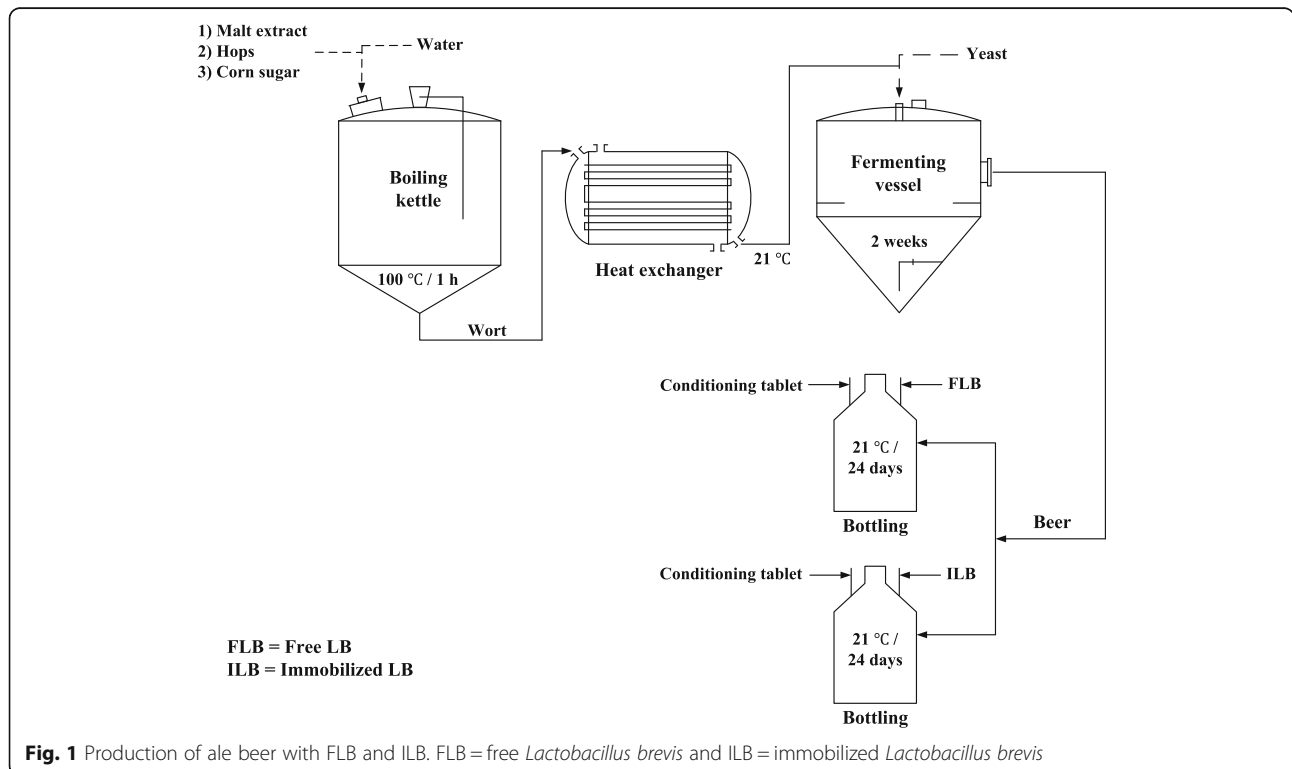 1) Malt extract
2) Hops
3) Corn sugar
Water
Yeast
Boiling
kettle
100 °C / 1 h
Wort
Heat exchanger
21 °C
Fermenting
vessel
2 weeks
Conditioning tablet
FLB
21 °C /
24 days
Bottling
Beer
Conditioning tablet
ILB
21 °C /
24 days
Bottling
FLB = Free LB
ILB = Immobilized LB
Fig. 1 Production of ale beer with FLB and ILB. FLB = free Lactobacillus brevis and ILB = immobilized Lactobacillus brevis